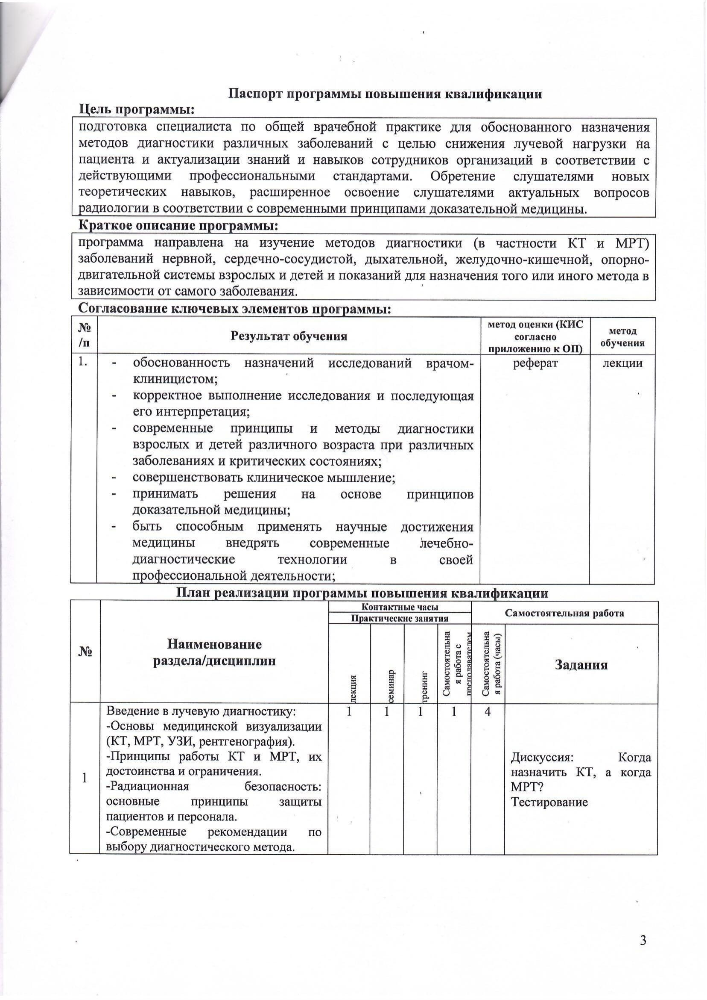 Паспорт программы повышения квалификации
Цель программы:
подготовка специалиста по общей врачебной практике для обоснованного назначения
методов диагностики различных заболеваний с целью снижения лучевой нагрузки на
пациента и актуализации знаний и навыков сотрудников организаций в соответствии с
действующими профессиональными стандартами. Обретение слушателями новых
теоретических навыков, расширенное освоение слушателями актуальных вопросов
радиологии в соответствии с современными принципами доказательной медицины.
Краткое описание программы:
программа направлена на изучение методов диагностики (в частности КТ и МРТ)
заболеваний нервной, сердечно-сосудистой, дыхательной, желудочно-кишечной, опорно-
двигательной системы взрослых и детей и показаний для назначения того или иного метода в
зависимости от самого заболевания.
Согласование ключевых элементов программы:
№
/п
Результат обучения
метод оценки (КИС
согласно
приложению к ОП)
метод
обучения
1.
- обоснованность назначений исследований врачом-
клиницистом;
- корректное выполнение исследования и последующая
его интерпретация;
- современные принципы и методы диагностики
взрослых и детей различного возраста при различных
заболеваниях и критических состояниях;
- совершенствовать клиническое мышление;
- принимать решения на основе принципов
доказательной медицины;
- быть способным применять научные достижения
медицины внедрять современные лечебно-
диагностические технологии в своей
профессиональной деятельности;
реферат
лекции
План реализации программы повышения квалификации
№
Наименование
раздела/дисциплин
Контактные часы
Практические занятия
Самостоятельная работа
лекция
семинар
тренинг
Самостоятельна
я работа с
преподавателем
Самостоятельна
я работа (часы)
Задания
1
Введение в лучевую диагностику:
-Основы медицинской визуализации
(КТ, МРТ, УЗИ, рентгенография).
-Принципы работы КТ и МРТ, их
достоинства и ограничения.
-Радиационная безопасность:
основные принципы защиты
пациентов и персонала.
-Современные рекомендации по
выбору диагностического метода.
1
1
1
1
4
Дискуссия: Когда
назначить КТ, а когда
МРТ?
Тестирование
3